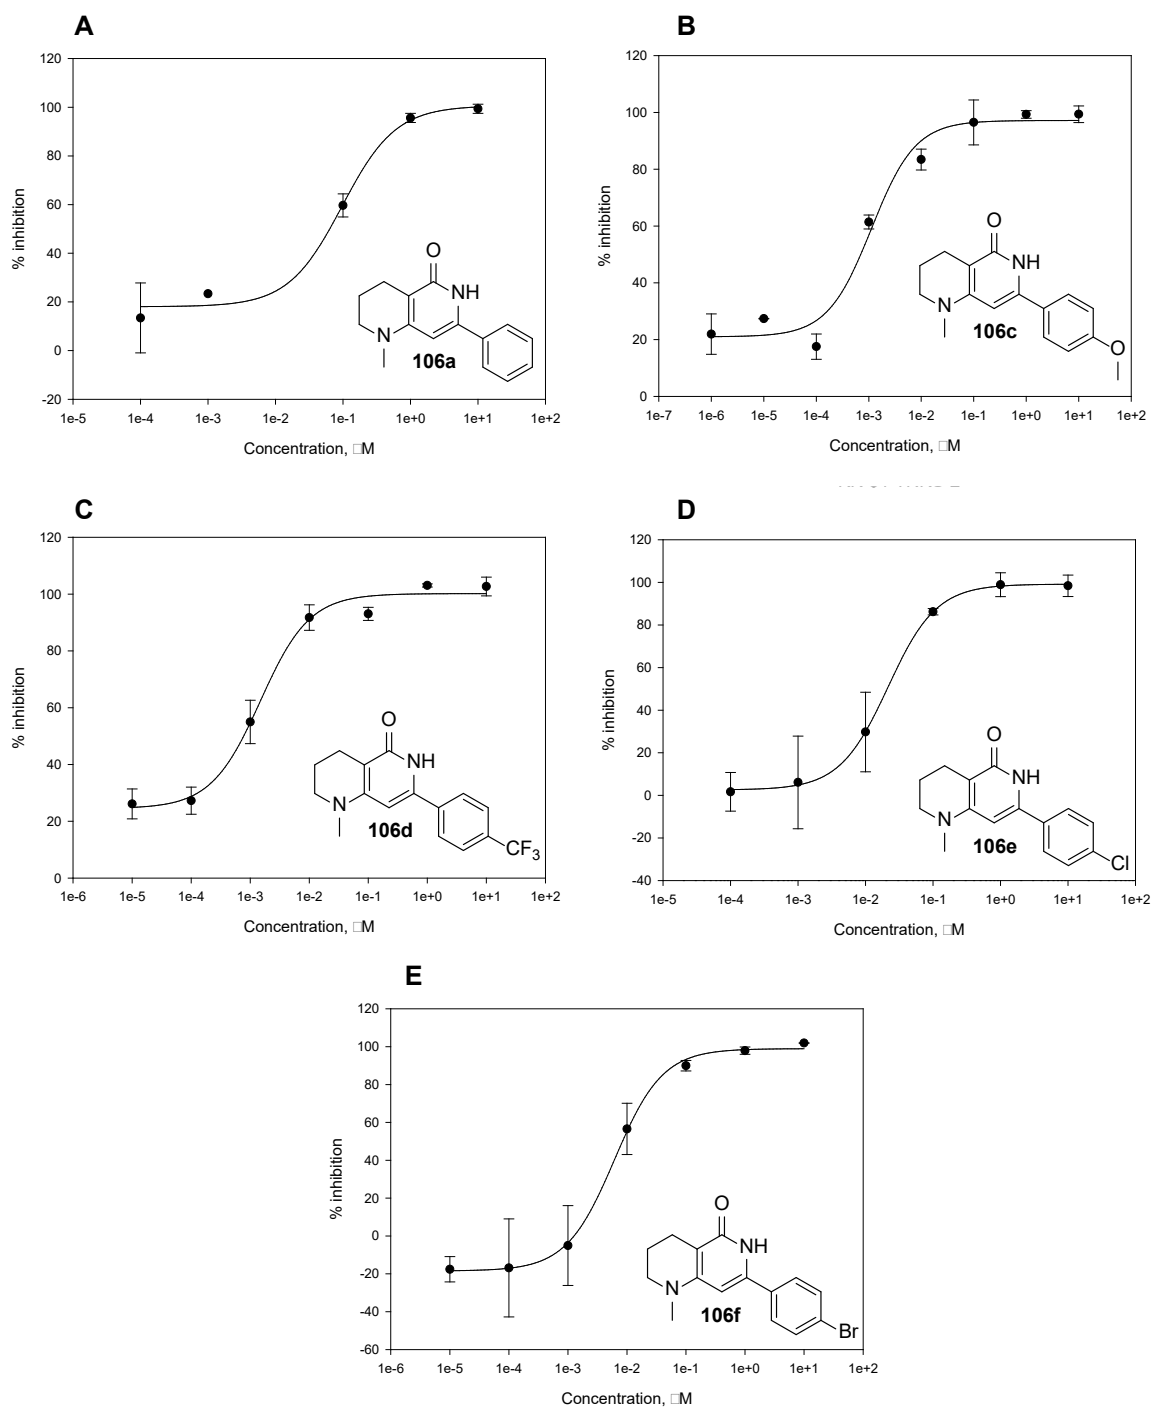 A
120
100
80
60
40
20
0
-20
% inhibition
1e-5 1e-4 1e-3 1e-2 1e-1 1e+0 1e+1 1e+2
Concentration, □M
O
NH
N
106a
B
120
100
80
60
40
20
0
% inhibition
1e-7 1e-6 1e-5 1e-4 1e-3 1e-2 1e-1 1e+0 1e+1 1e+2
Concentration, □M
O
NH
N
106c
O
C
120
100
80
60
40
20
0
% inhibition
1e-6 1e-5 1e-4 1e-3 1e-2 1e-1 1e+0 1e+1 1e+2
Concentration, □M
O
NH
N
106d
CF3
D
120
100
80
60
40
20
0
-20
-40
% inhibition
1e-5 1e-4 1e-3 1e-2 1e-1 1e+0 1e+1 1e+2
Concentration, □M
O
NH
N
106e
Cl
E
120
100
80
60
40
20
0
-20
-40
-60
% inhibition
1e-6 1e-5 1e-4 1e-3 1e-2 1e-1 1e+0 1e+1 1e+2
Concentration, □M
O
NH
N
106f
Br